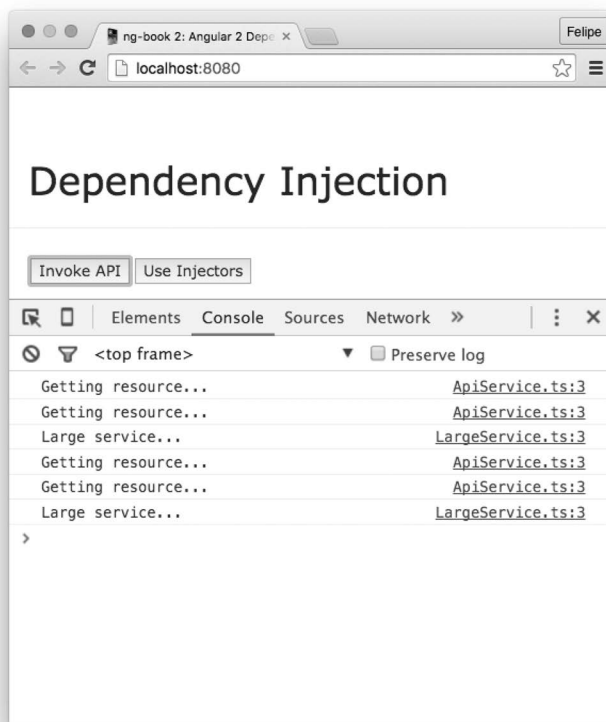 ng-book 2: Angular 2 Depe
Felipe
localhost:8080
Dependency Injection
Invoke API Use Injectors
Elements Console Sources Network »
<top frame> ▼ Preserve log
Getting resource... ApiService.ts:3
Getting resource... ApiService.ts:3
Large service... LargeService.ts:3
Getting resource... ApiService.ts:3
Getting resource... ApiService.ts:3
Large service... LargeService.ts:3
>